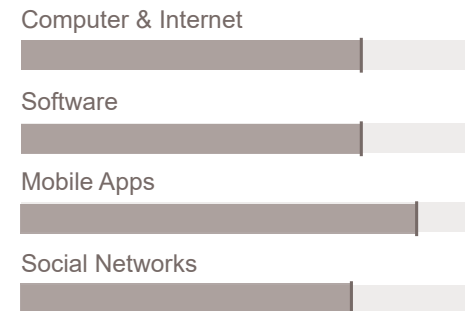 Computer & Internet
Software
Mobile Apps
Social Networks